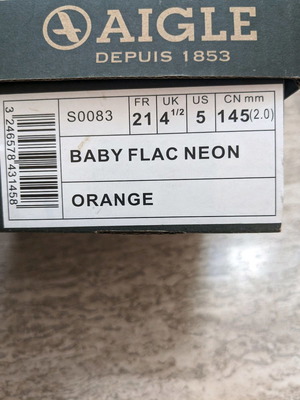 AIGLE
DEPUIS 1853
S0083 FR 21 UK 4 1/2 US 5 CN mm 145(2.0)
BABY FLAC NEON
ORANGE
3 246578 431458